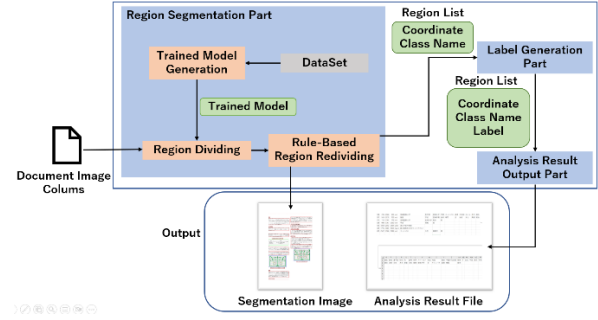 Region Segmentation Part
Trained Model
Generation
DataSet
Trained Model
Region Dividing
Rule-Based
Region Redividing
Document Image
Colums
Region List
Coordinate
Class Name
Label Generation
Part
Region List
Coordinate
Class Name
Label
Analysis Result
Output Part
Output
Segmentation Image
Analysis Result File